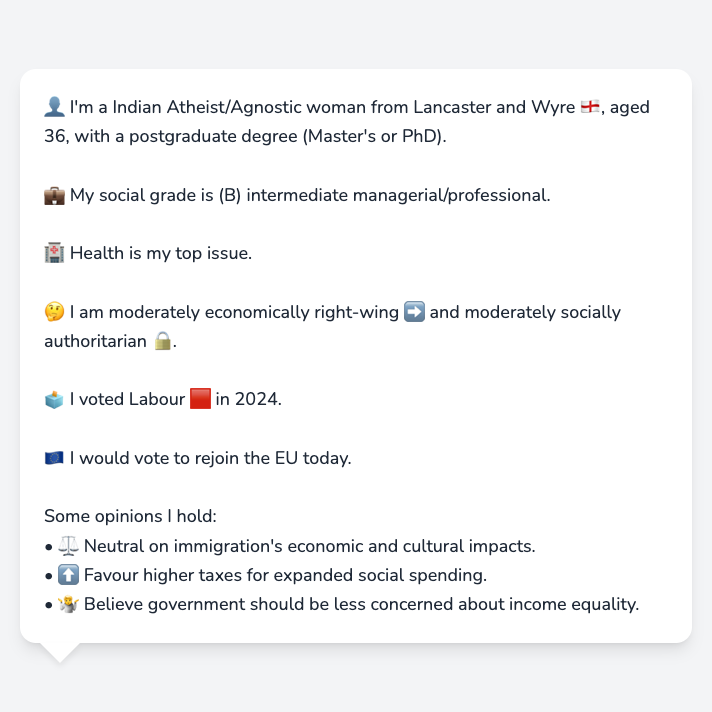 👤 I'm a Indian Atheist/Agnostic woman from Lancaster and Wyre 🏴󠁧󠁢󠁥󠁮󠁧󠁿, aged
36, with a postgraduate degree (Master's or PhD).
💼 My social grade is (B) intermediate managerial/professional.
🏥 Health is my top issue.
🤔 I am moderately economically right-wing ➡️ and moderately socially
authoritarian 🔒.
🗳️ I voted Labour 🟥 in 2024.
🇪🇺 I would vote to rejoin the EU today.
Some opinions I hold:
• ⚖️ Neutral on immigration's economic and cultural impacts.
• ⬆️ Favour higher taxes for expanded social spending.
• 🤷‍♀️ Believe government should be less concerned about income equality.